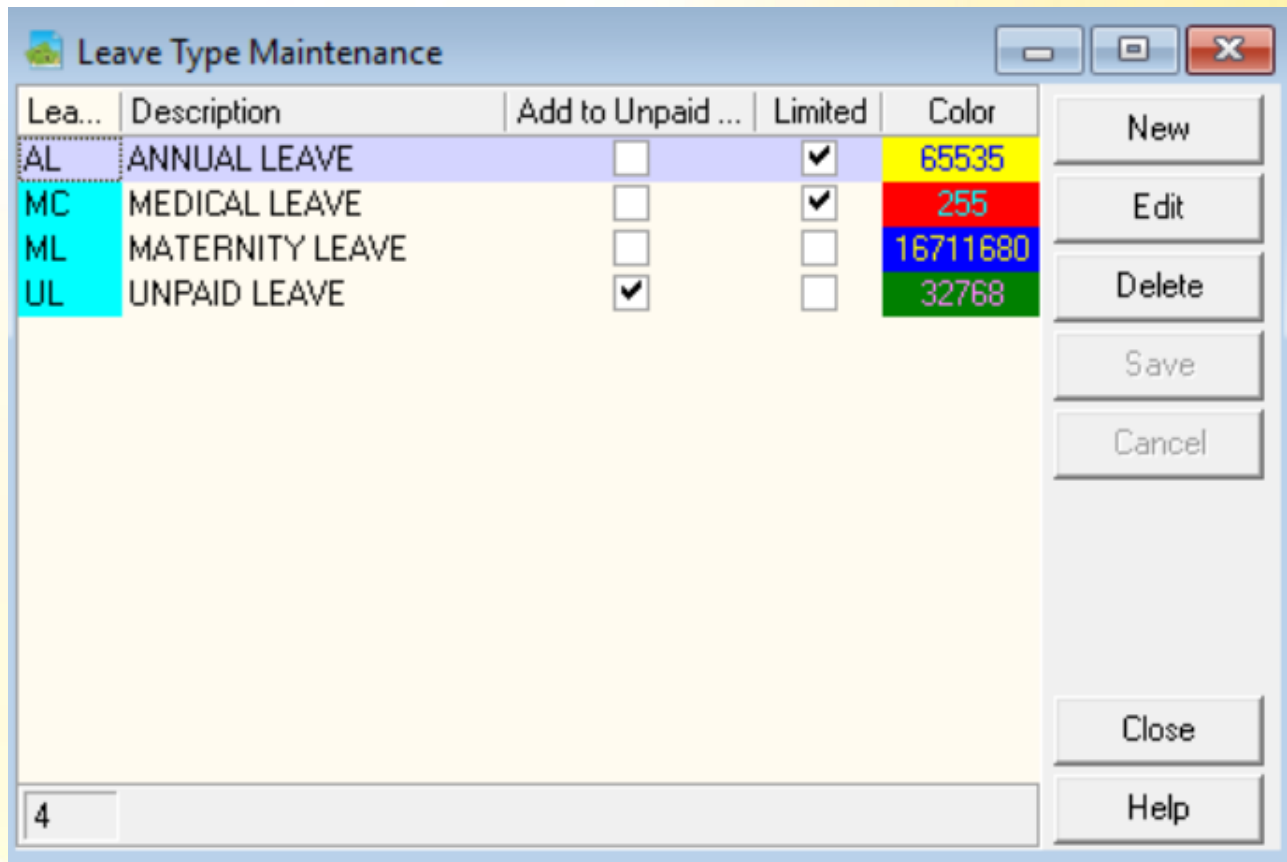 Leave Type Maintenance
Lea... Description Add to Unpaid ... Limited Color
AL ANNUAL LEAVE 65535
MC MEDICAL LEAVE 255
ML MATERNITY LEAVE 16711680
UL UNPAID LEAVE 32768
4
New
Edit
Delete
Save
Cancel
Close
Help